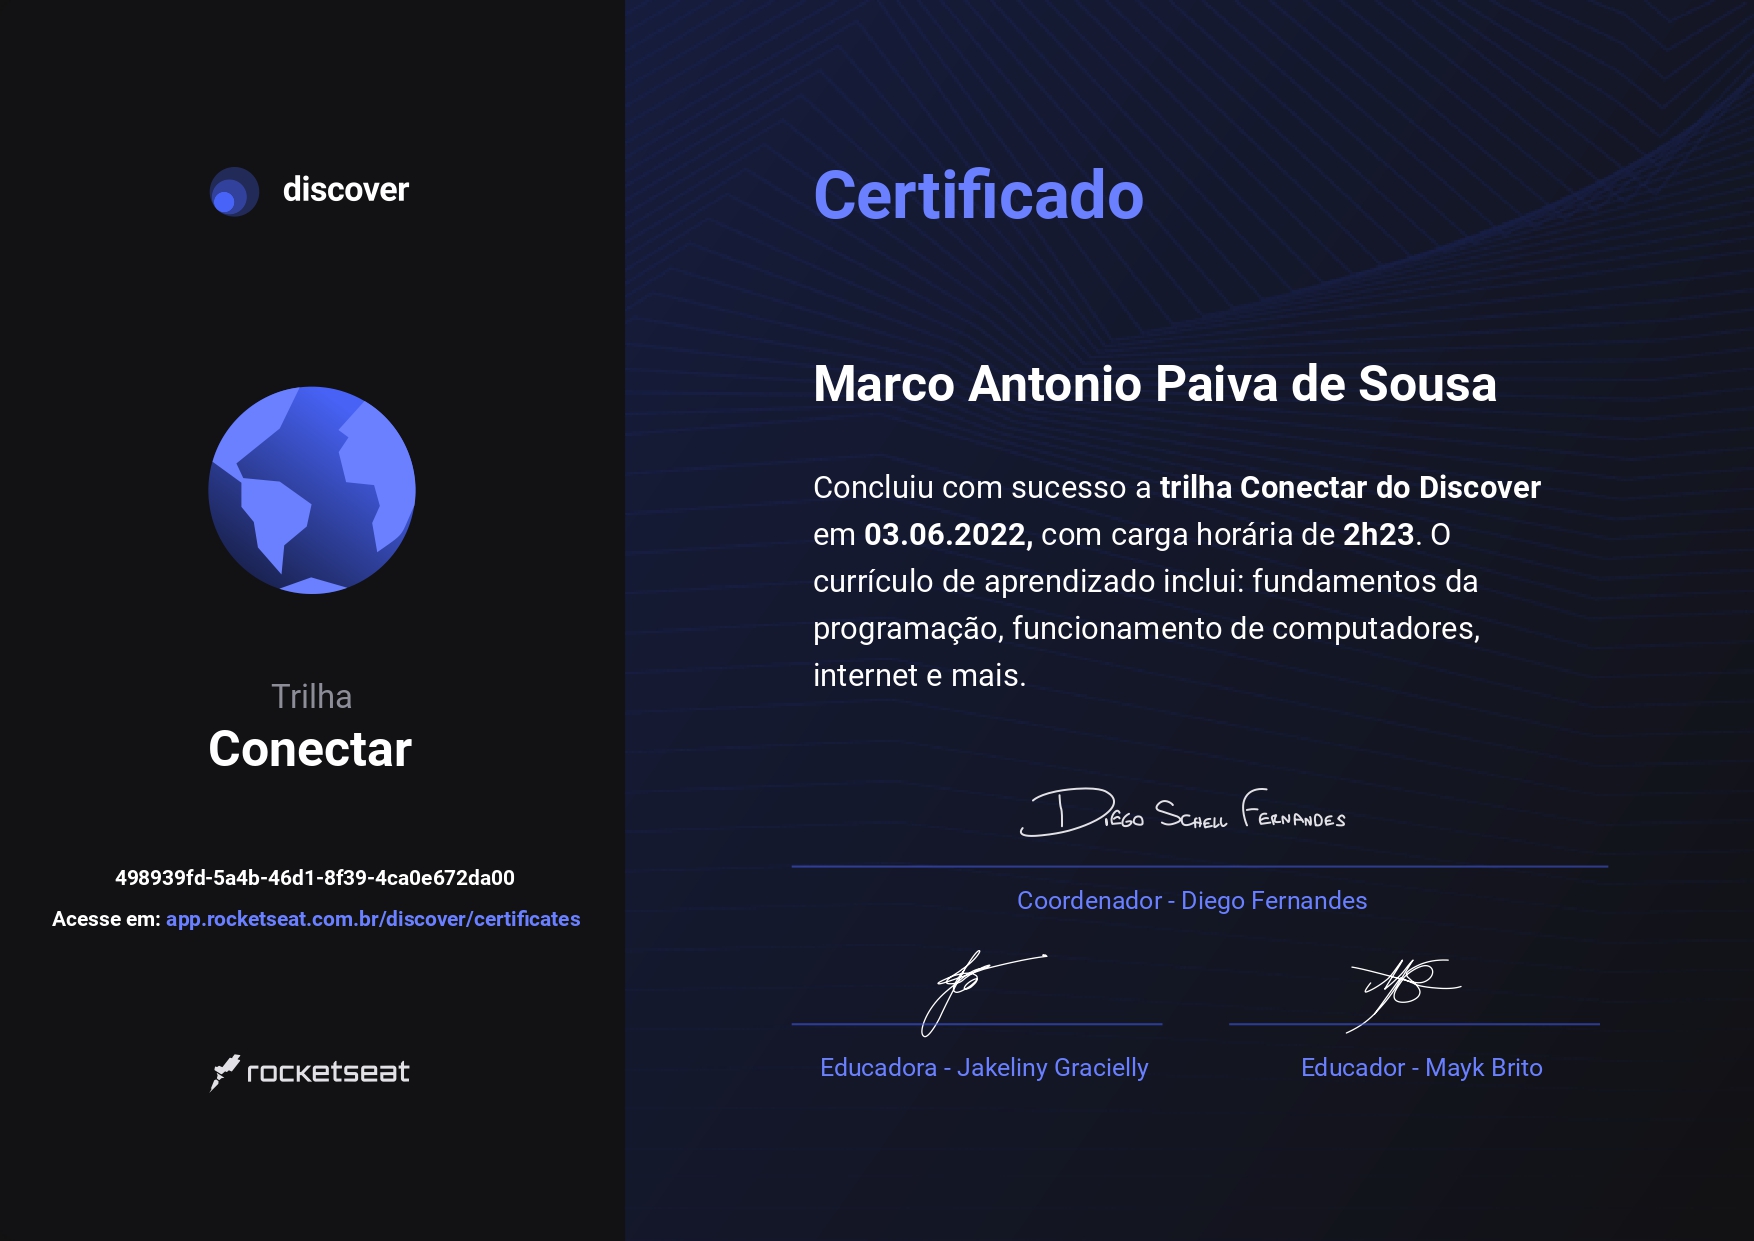 discover
Trilha
Conectar
498939fd-5a4b-46d1-8f39-4ca0e672da00
Acesse em: app.rocketseat.com.br/discover/certificates
rocketseat
Certificado
Marco Antonio Paiva de Sousa
Concluiu com sucesso a trilha Conectar do Discover
em 03.06.2022, com carga horária de 2h23. O
currículo de aprendizado inclui: fundamentos da
programação, funcionamento de computadores,
internet e mais.
Diego Schell Fernandes
Coordenador - Diego Fernandes
Educadora - Jakeliny Gracielly
Educador - Mayk Brito